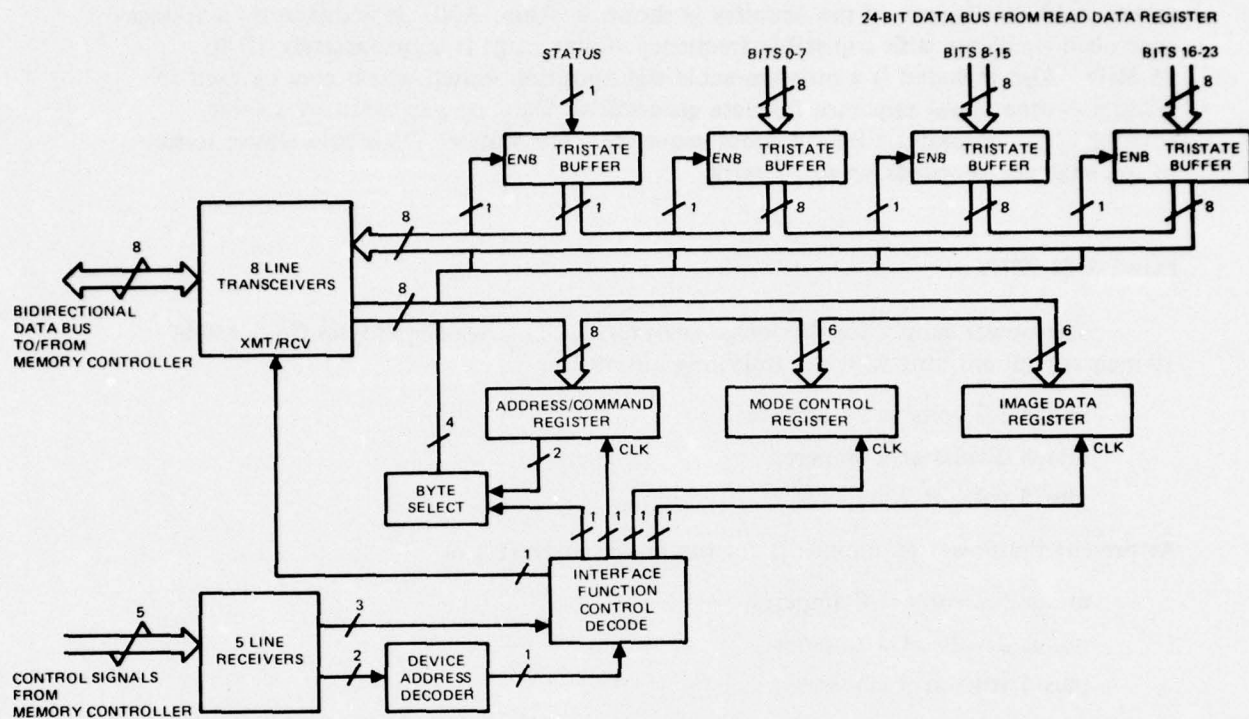 24-BIT DATA BUS FROM READ DATA REGISTER
STATUS
BITS 0-7
BITS 8-15
BITS 16-23
1
8
8
8
ENB
TRISTATE
BUFFER
ENB
TRISTATE
BUFFER
ENB
TRISTATE
BUFFER
ENB
TRISTATE
BUFFER
1
1
1
8
1
8
1
8
8
8
8 LINE
TRANSCEIVERS
XMT/RCV
8
BIDIRECTIONAL
DATA BUS
TO/FROM
MEMORY CONTROLLER
8
6
6
ADDRESS/COMMAND
REGISTER
MODE CONTROL
REGISTER
IMAGE DATA
REGISTER
4
2
CLK
CLK
CLK
BYTE
SELECT
1
1
1
1
1
INTERFACE
FUNCTION
CONTROL
DECODE
5
5 LINE
RECEIVERS
3
2
DEVICE
ADDRESS
DECODER
1
CONTROL SIGNALS
FROM
MEMORY CONTROLLER